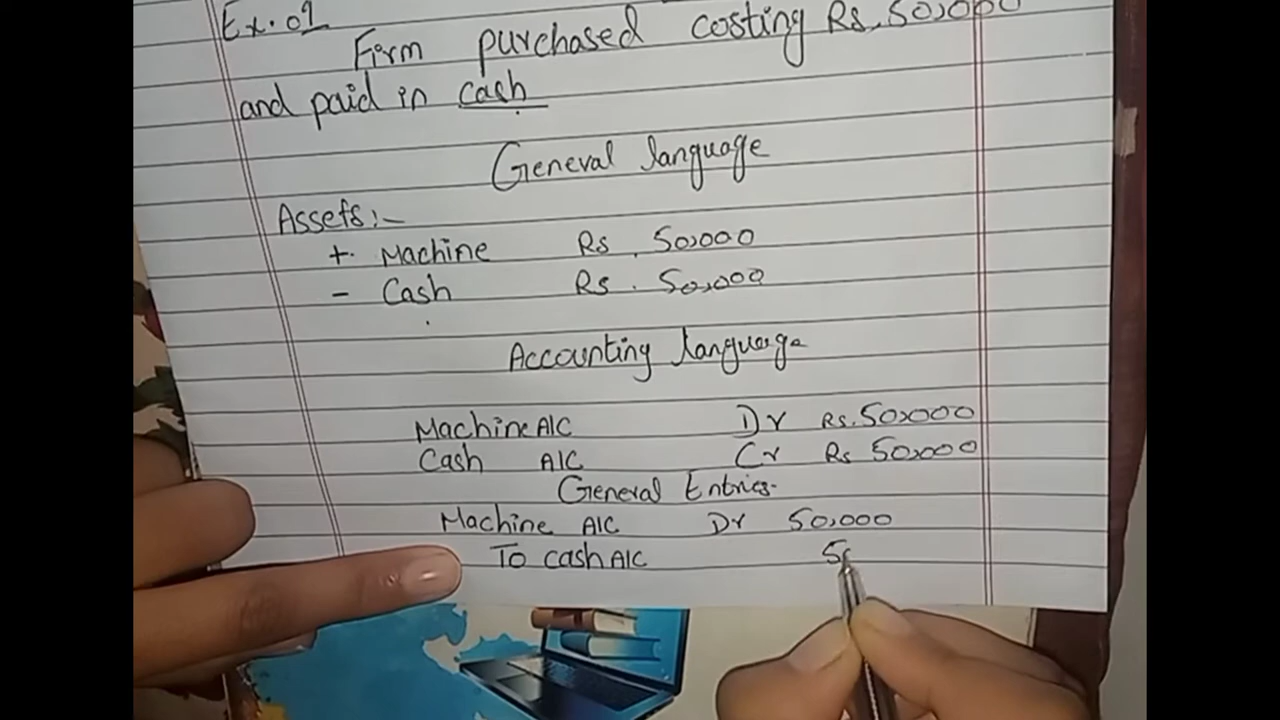 Ex. 01
Firm purchased costing Rs. 50,000
and paid in cash
General language
Assets:-
+ Machine Rs. 50,000
- Cash Rs. 50,000
Accounting language
Machine A/C Dr Rs. 50,000
Cash A/C Cr Rs 50,000
General Entries.
Machine A/C Dr 50,000
To cash A/C 50